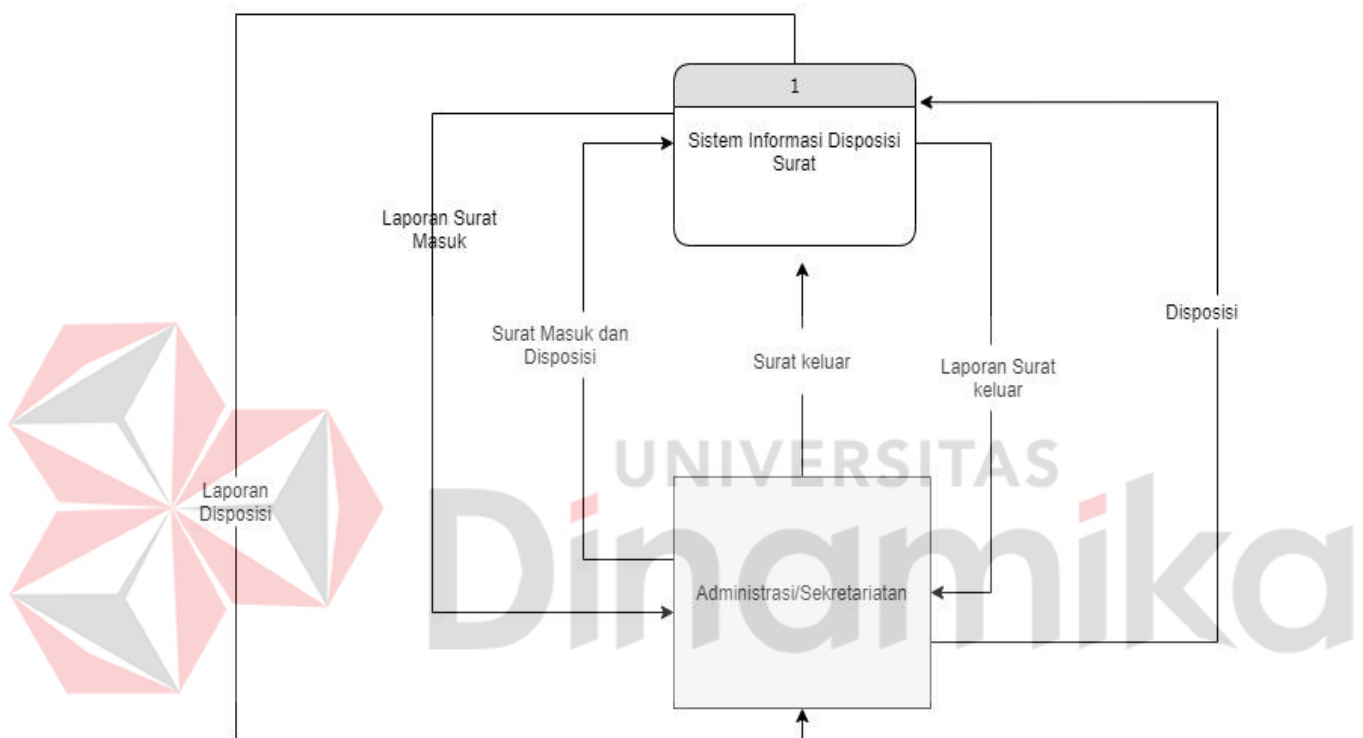 1
Sistem Informasi Disposisi
Surat
Laporan Surat
Masuk
Surat Masuk dan
Disposisi
Surat keluar
Laporan Surat
keluar
Disposisi
Laporan
Disposisi
Administrasi/Sekretariatan
UNIVERSITAS
Dinamika